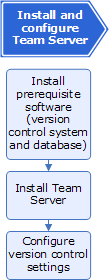 Install and
configure
Team Server
Install
prerequisite
software
(version
control system
and database)
Install Team
Server
Configure
version control
settings